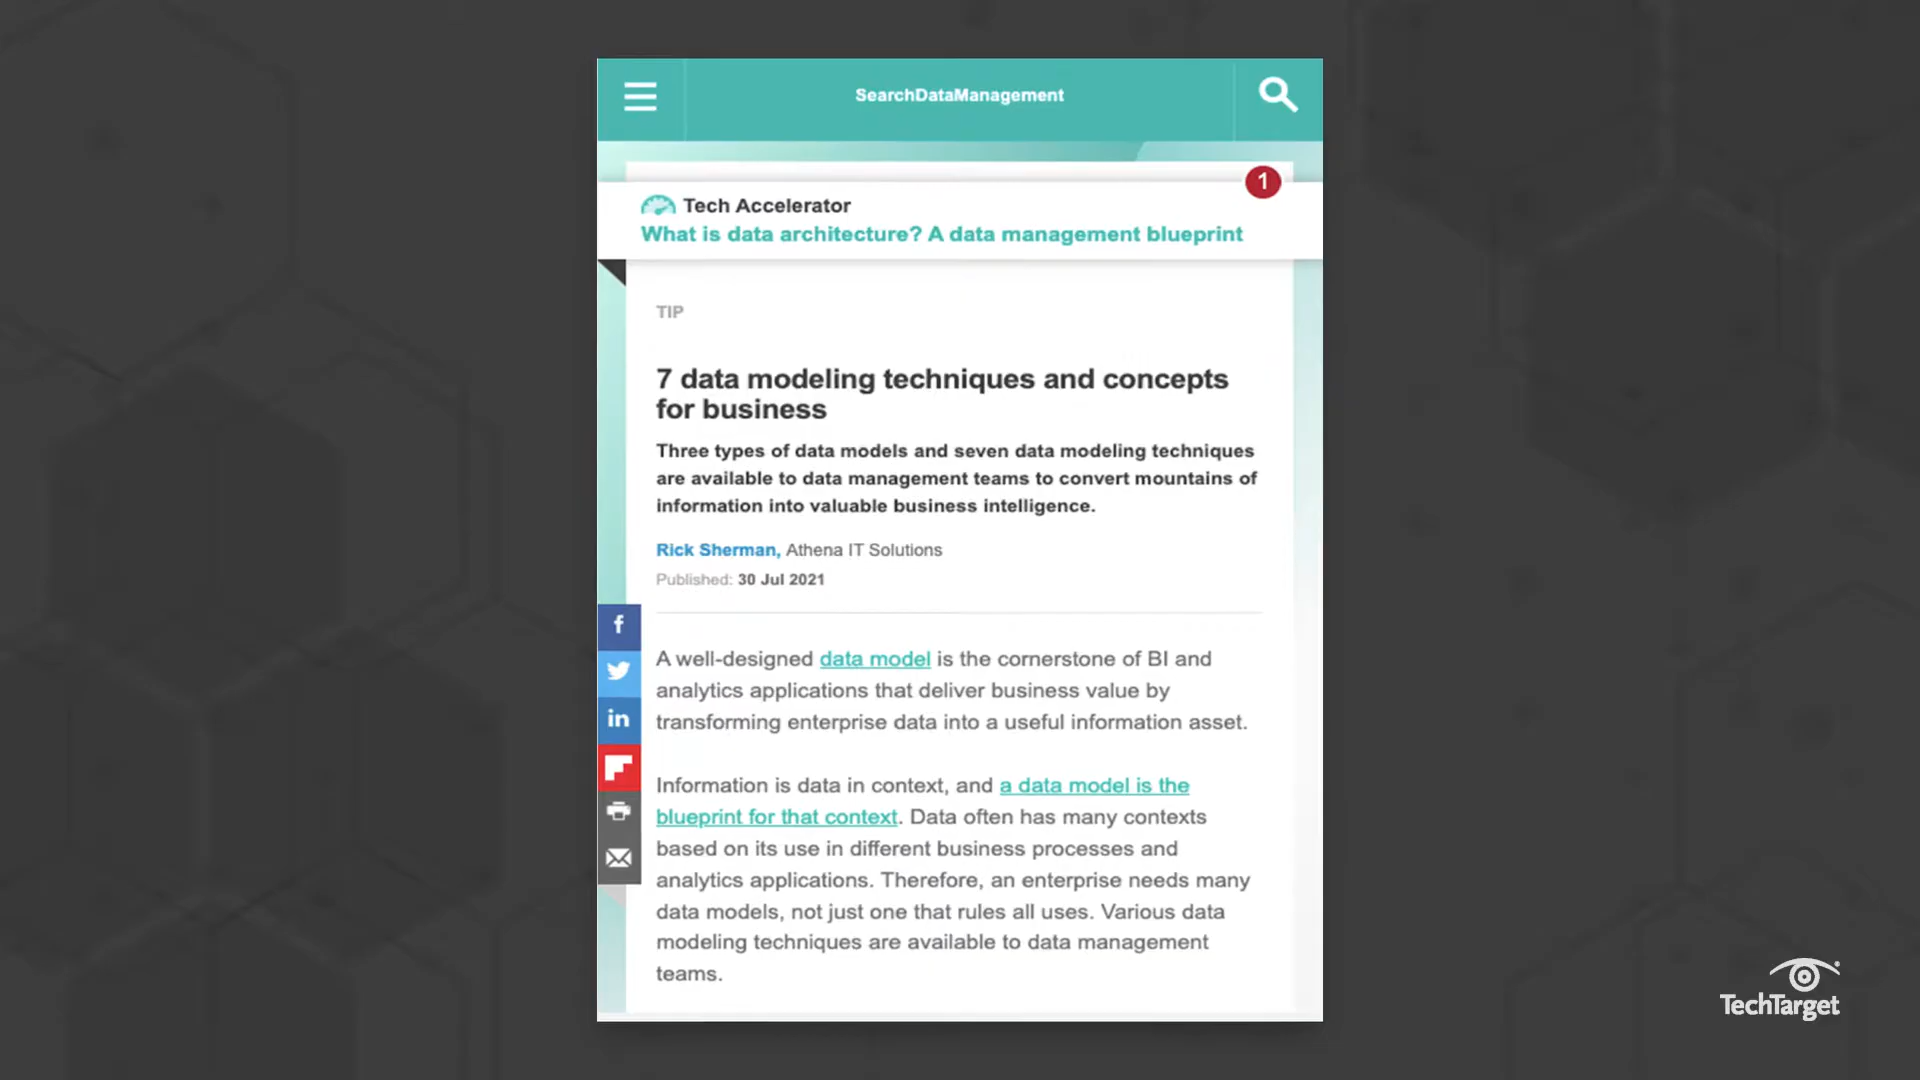 SearchDataManagement
1
Tech Accelerator
What is data architecture? A data management blueprint
TIP
7 data modeling techniques and concepts
for business
Three types of data models and seven data modeling techniques
are available to data management teams to convert mountains of
information into valuable business intelligence.
Rick Sherman, Athena IT Solutions
Published: 30 Jul 2021
f
in
A well-designed data model is the cornerstone of BI and
analytics applications that deliver business value by
transforming enterprise data into a useful information asset.
Information is data in context, and a data model is the
blueprint for that context. Data often has many contexts
based on its use in different business processes and
analytics applications. Therefore, an enterprise needs many
data models, not just one that rules all uses. Various data
modeling techniques are available to data management
teams.
TechTarget